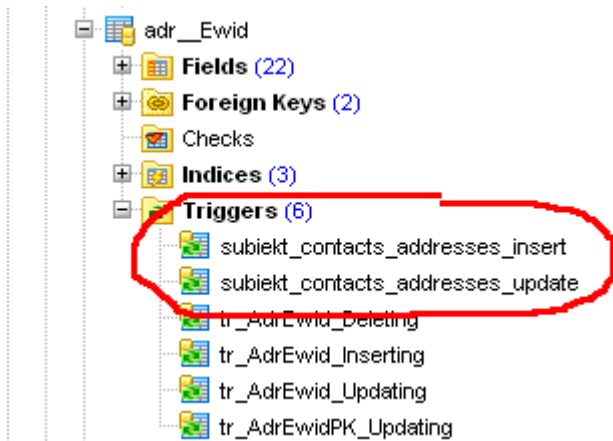 adr__Ewid
Fields (22)
Foreign Keys (2)
Checks
Indices (3)
Triggers (6)
subiekt_contacts_addresses_insert
subiekt_contacts_addresses_update
tr_AdrEwid_Deleting
tr_AdrEwid_Inserting
tr_AdrEwid_Updating
tr_AdrEwidPK_Updating